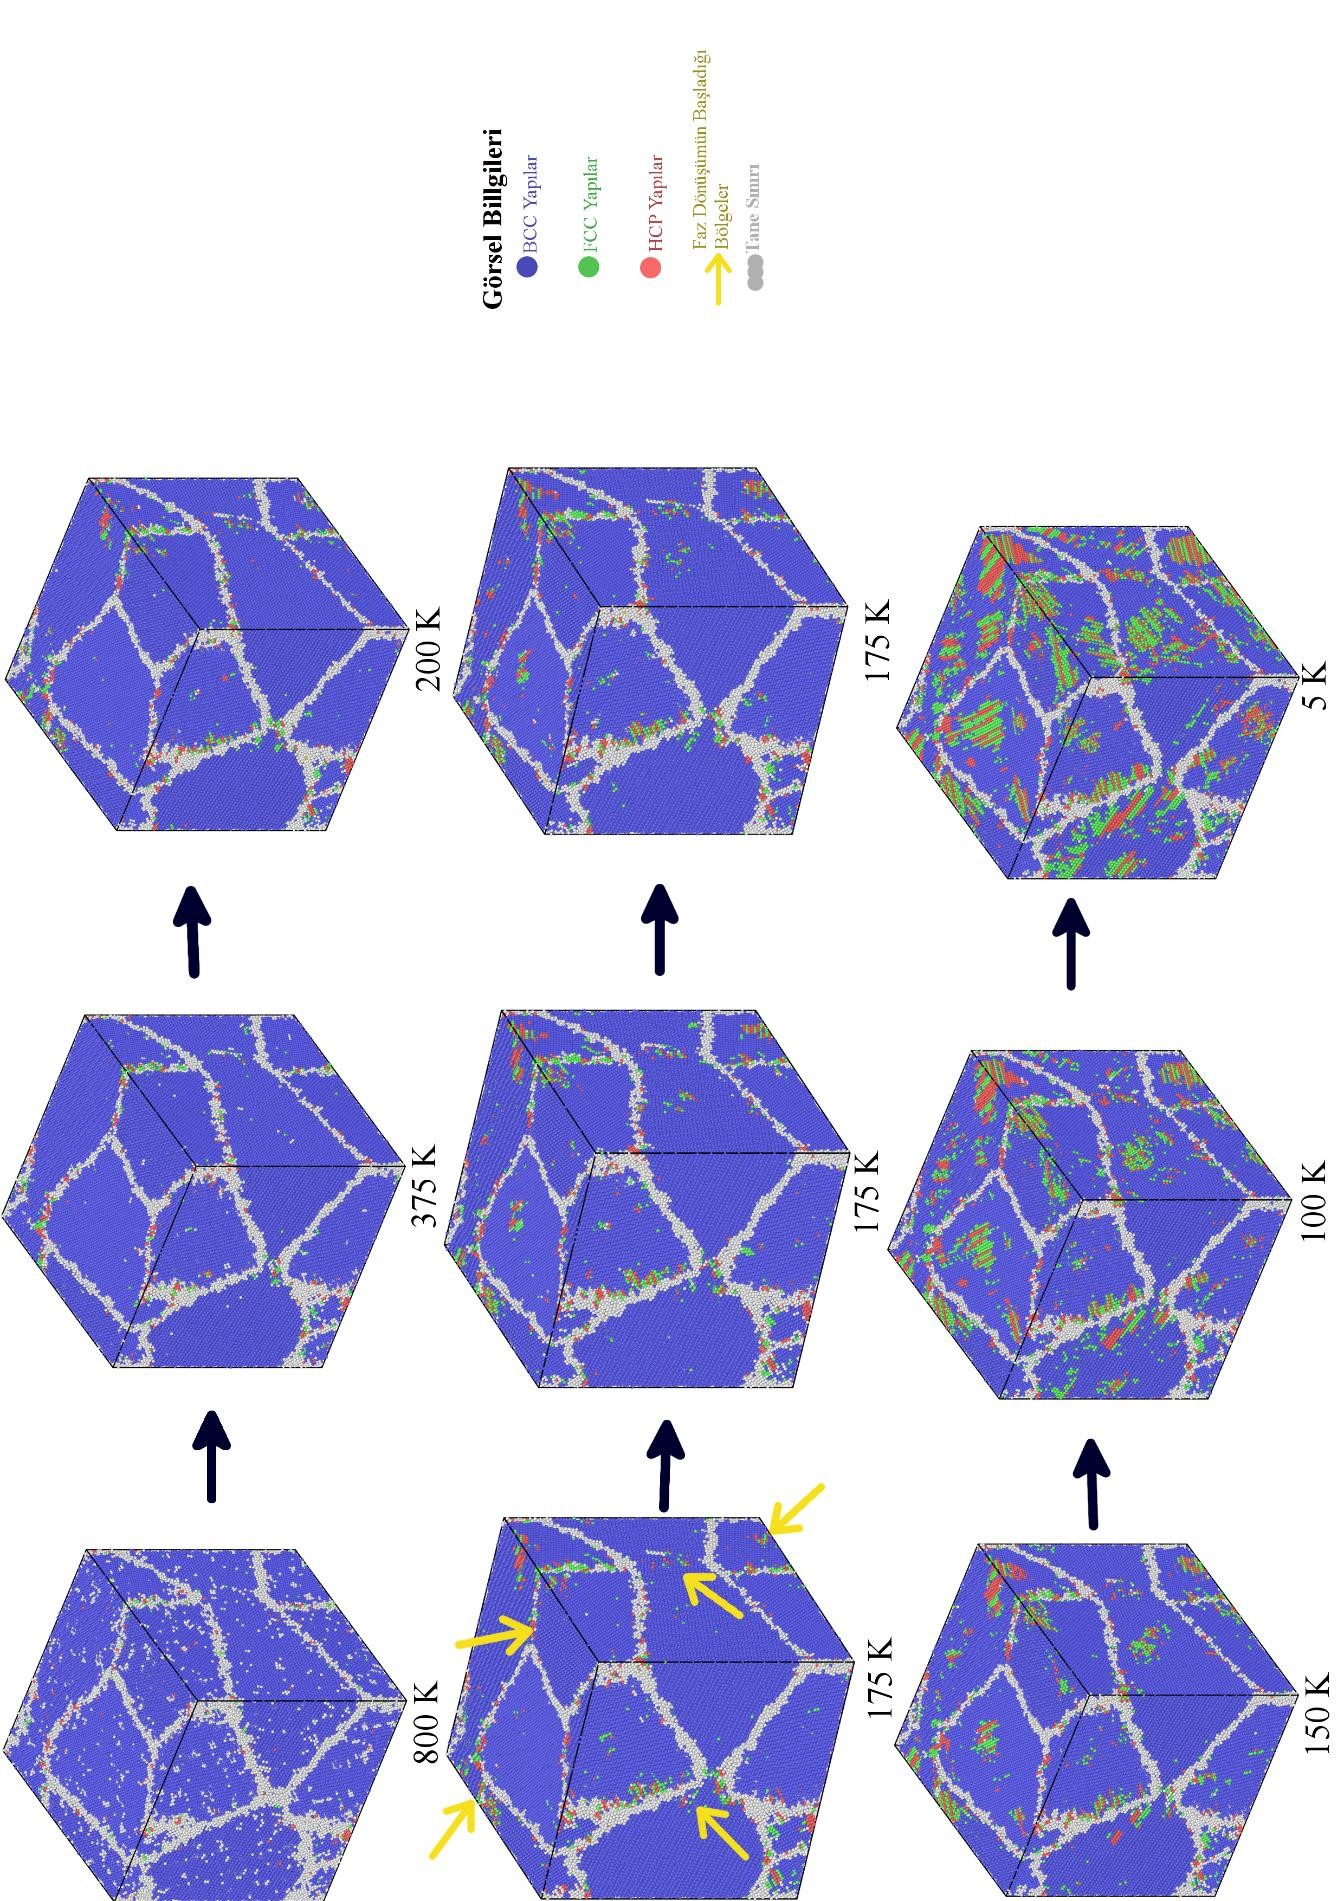 800 K
375 K
200 K
175 K
175 K
175 K
150 K
100 K
5 K
Görsel Billgileri
BCC Yapılar
FCC Yapılar
HCP Yapılar
Faz Dönüşümün Başladığı
Bölgeler
Tane Sınırı